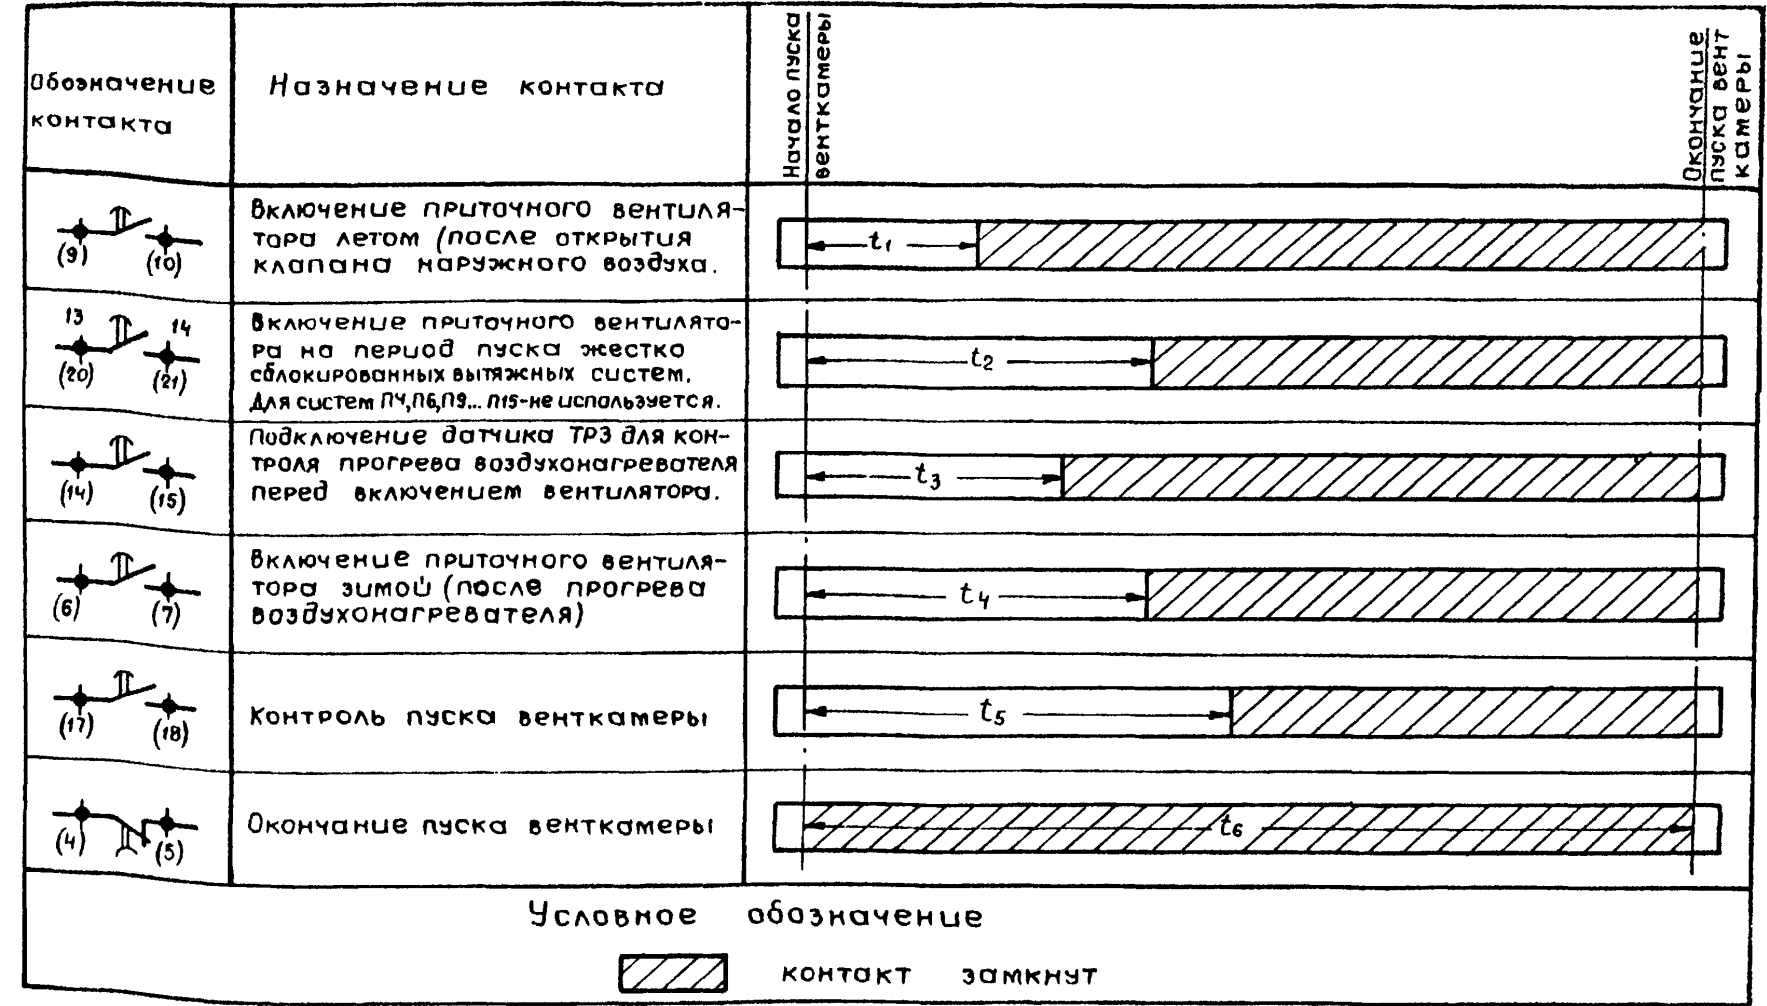 Обозначение
контакта
Назначение контакта
Начало пуска
венткамеры
Окончание
пуска вент
камеры
(9)
(10)
Включение приточного вентиля-
тора летом (после открытия
клапана наружного воздуха.
t1
13
14
(20)
(21)
Включение приточного вентилято-
ра на период пуска жестко
сблокированных вытяжных систем.
Для систем П4,П6,П9... П15-не используется.
t2
(14)
(15)
Подключение датчика ТР3 для кон-
троля прогрева воздухонагревателя
перед включением вентилятора.
t3
(6)
(7)
Включение приточного вентиля-
тора зимой (после прогрева
воздухонагревателя)
t4
(17)
(18)
Контроль пуска венткамеры
t5
(4)
(5)
Окончание пуска венткамеры
t6
Условное обозначение
контакт замкнут